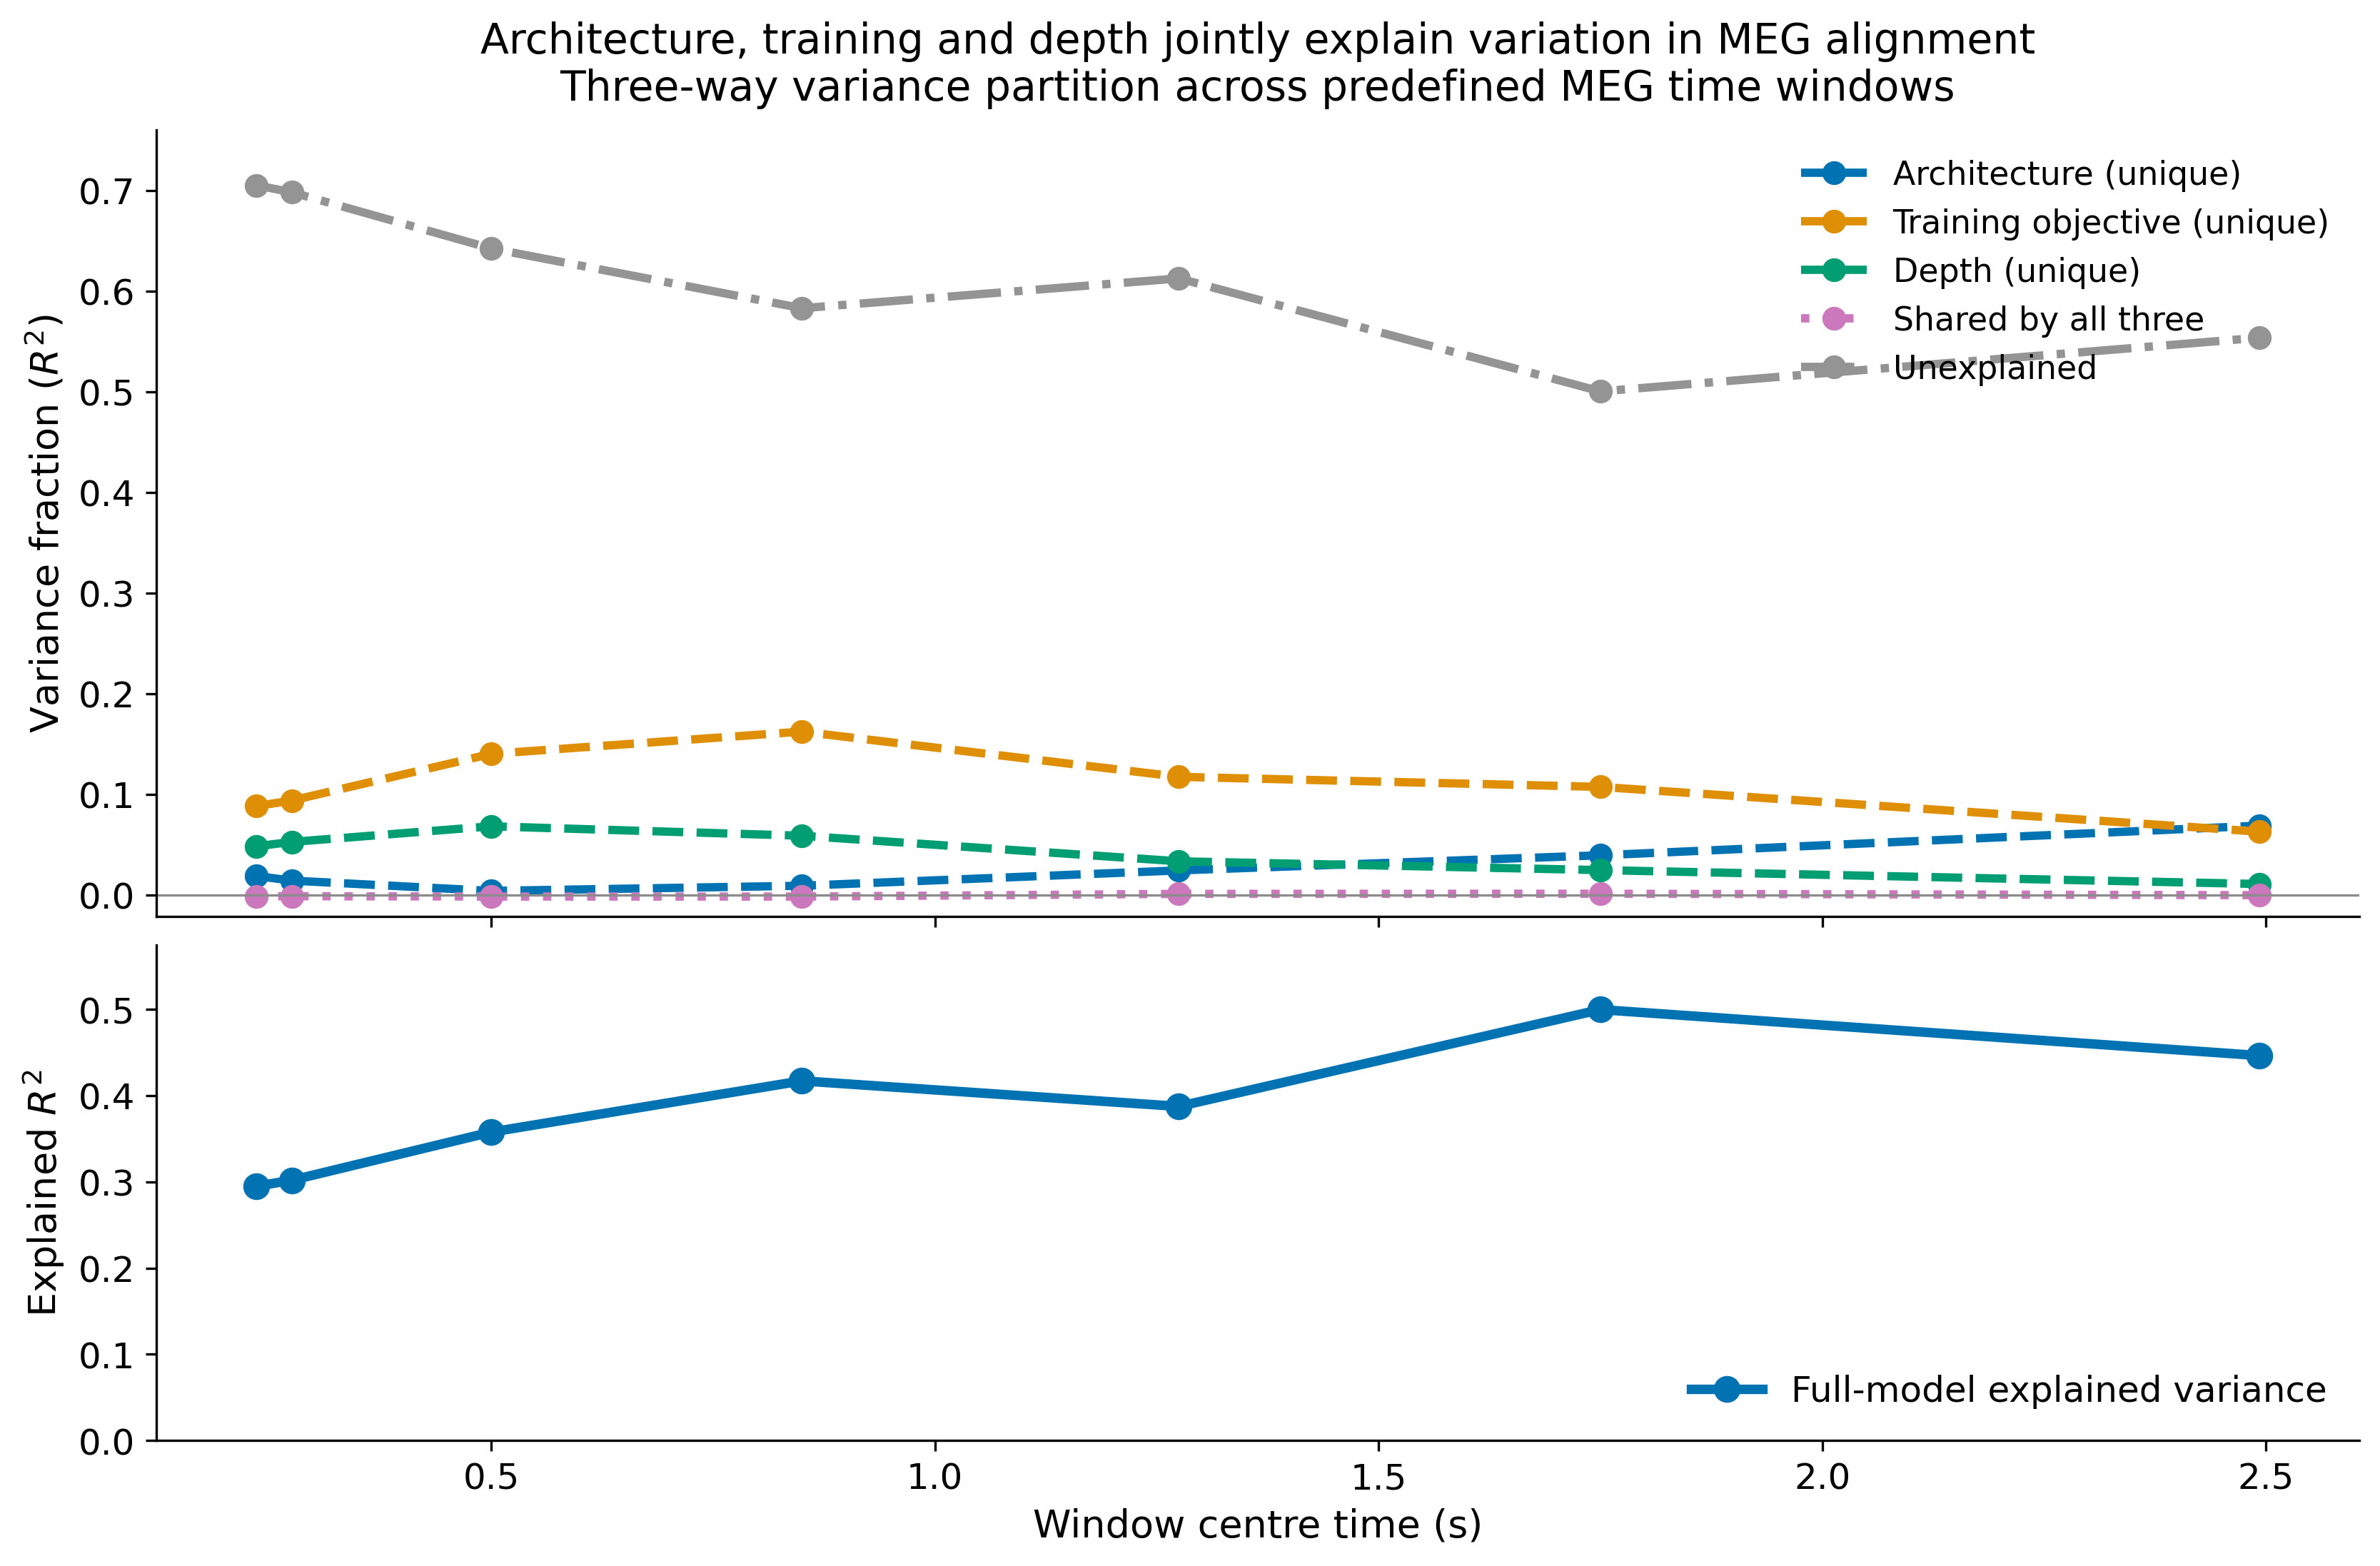 Architecture, training and depth jointly explain variation in MEG alignment
Three-way variance partition across predefined MEG time windows
Variance fraction (R²)
0.7
0.6
0.5
0.4
0.3
0.2
0.1
0.0
Architecture (unique)
Training objective (unique)
Depth (unique)
Shared by all three
Unexplained
Explained R²
0.5
0.4
0.3
0.2
0.1
0.0
Full-model explained variance
0.5 1.0 1.5 2.0 2.5
Window centre time (s)